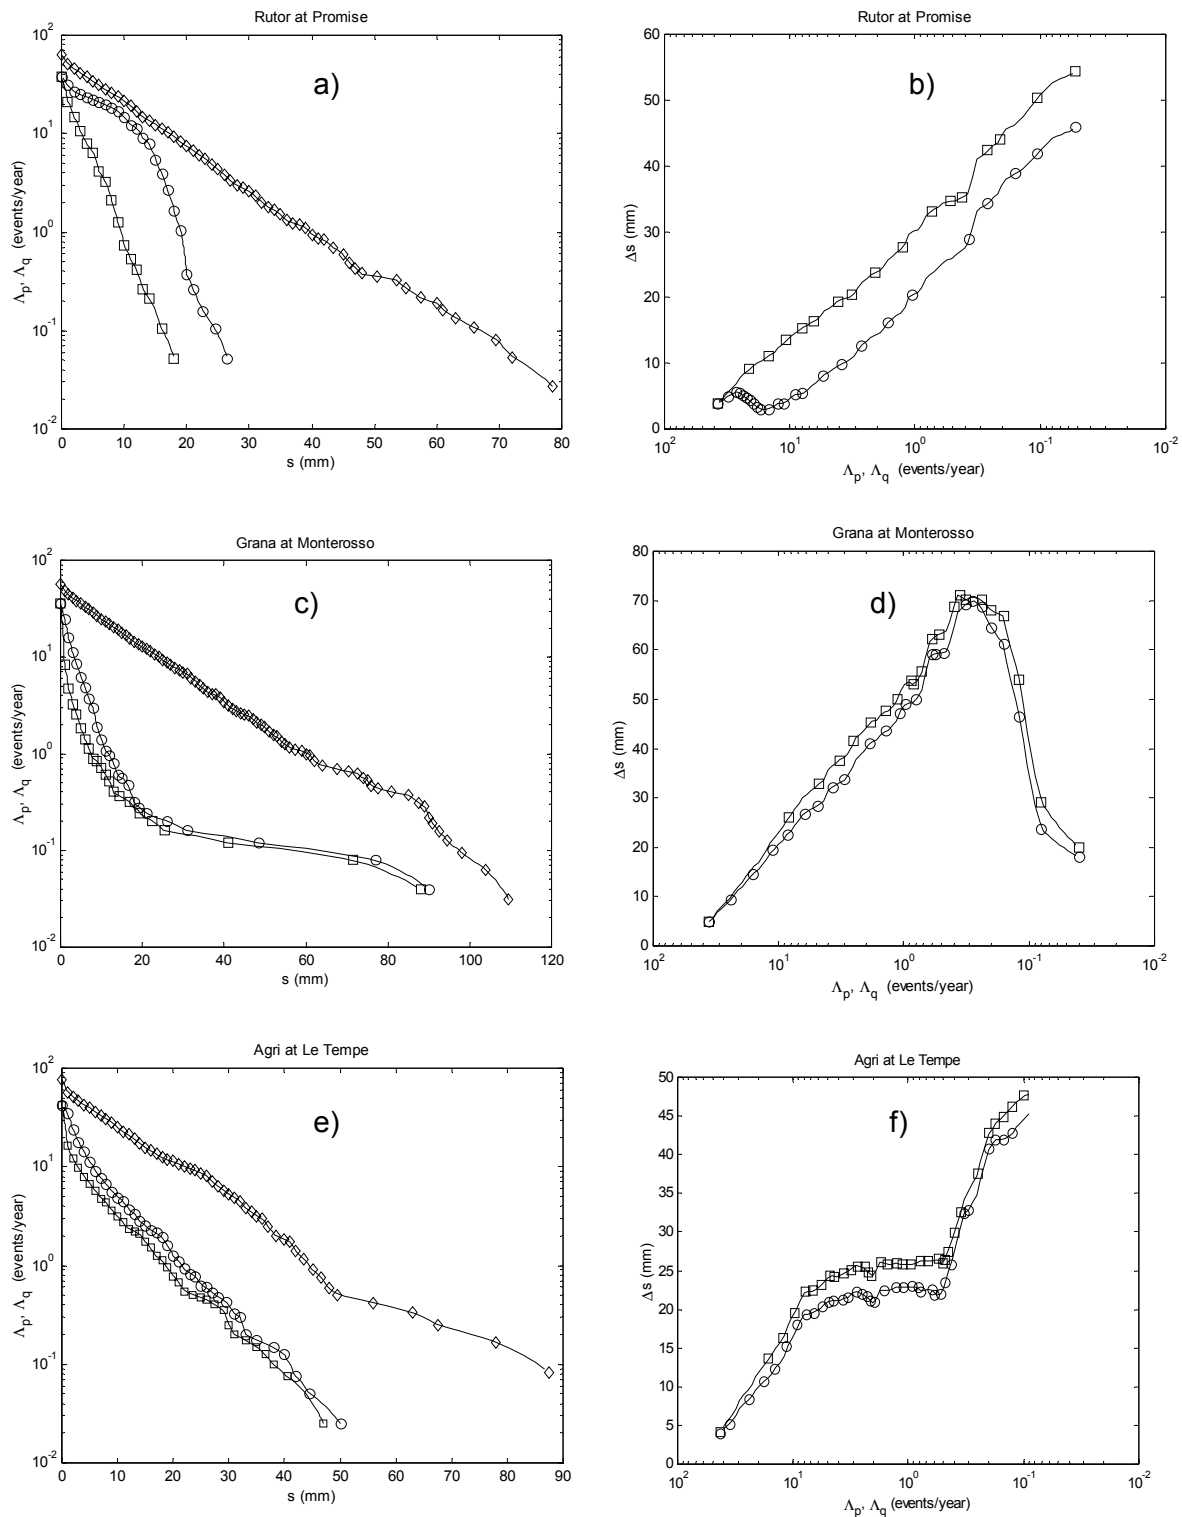 Rutor at Promise
a)
10^2
10^1
10^0
10^-1
10^-2
Λp, Λq (events/year)
0 10 20 30 40 50 60 70 80
s (mm)
Rutor at Promise
b)
60
50
40
30
20
10
0
Δs (mm)
10^2 10^1 10^0 10^-1 10^-2
Λp, Λq (events/year)
Grana at Monterosso
c)
10^2
10^1
10^0
10^-1
10^-2
Λp, Λq (events/year)
0 20 40 60 80 100 120
s (mm)
Grana at Monterosso
d)
80
70
60
50
40
30
20
10
0
Δs (mm)
10^2 10^1 10^0 10^-1 10^-2
Λp, Λq (events/year)
Agri at Le Tempe
e)
10^2
10^1
10^0
10^-1
10^-2
Λp, Λq (events/year)
0 10 20 30 40 50 60 70 80 90
s (mm)
Agri at Le Tempe
f)
50
45
40
35
30
25
20
15
10
5
0
Δs (mm)
10^2 10^1 10^0 10^-1 10^-2
Λp, Λq (events/year)